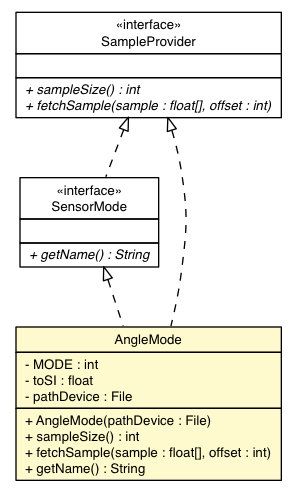 «interface»
SampleProvider
+ sampleSize() : int
+ fetchSample(sample : float[], offset : int)
«interface»
SensorMode
+ getName() : String
AngleMode
- MODE : int
- toSI : float
- pathDevice : File
+ AngleMode(pathDevice : File)
+ sampleSize() : int
+ fetchSample(sample : float[], offset : int)
+ getName() : String